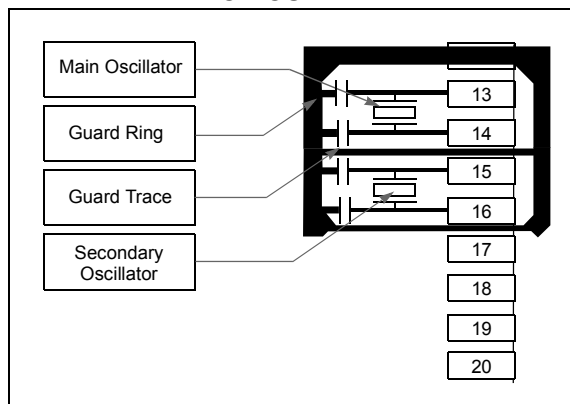 Main Oscillator
Guard Ring
Guard Trace
Secondary
Oscillator
13
14
15
16
17
18
19
20